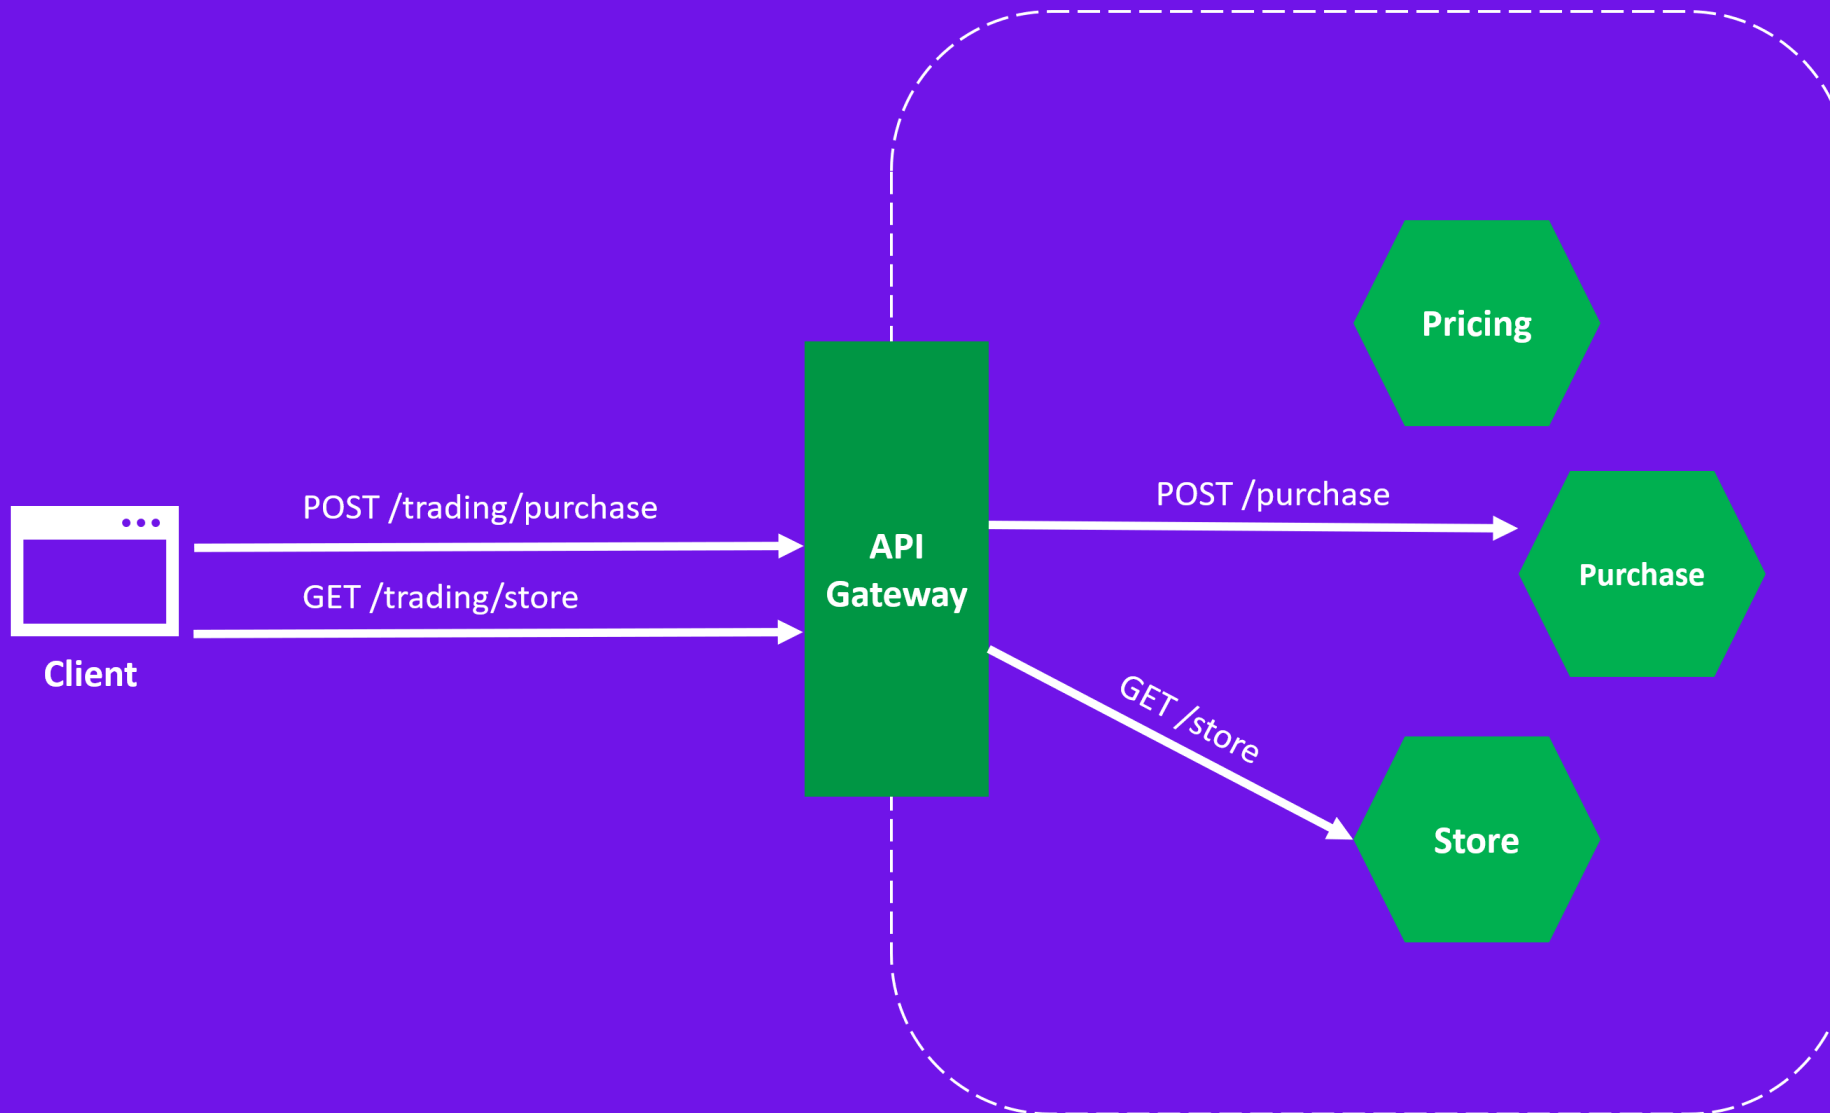 Pricing
POST /purchase
POST /trading/purchase
API
Gateway
Purchase
GET /trading/store
Client
GET /store
Store